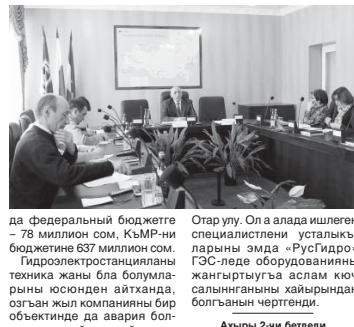 да федеральный бюджетге
– 78 миллион сом, КъМР-ни
бюджетине 637 миллион сом.
Гидроэлектростанцияланы
техника жаны бла болумла-
рыны юсюнден айтханда,
озгъан жыл компанияны бир
объектинде да авария бол-
Отар улу. Ол а алада ишлеген
специалистлени усталыкъ-
ларыны эмда «РусГидро»
ГЭС-леде оборудованияны
жангыртыугъа аслам кюч
салыннганыны хайырындан
болгъанын чертгенди.
Ахыры 2-чи бетледи.